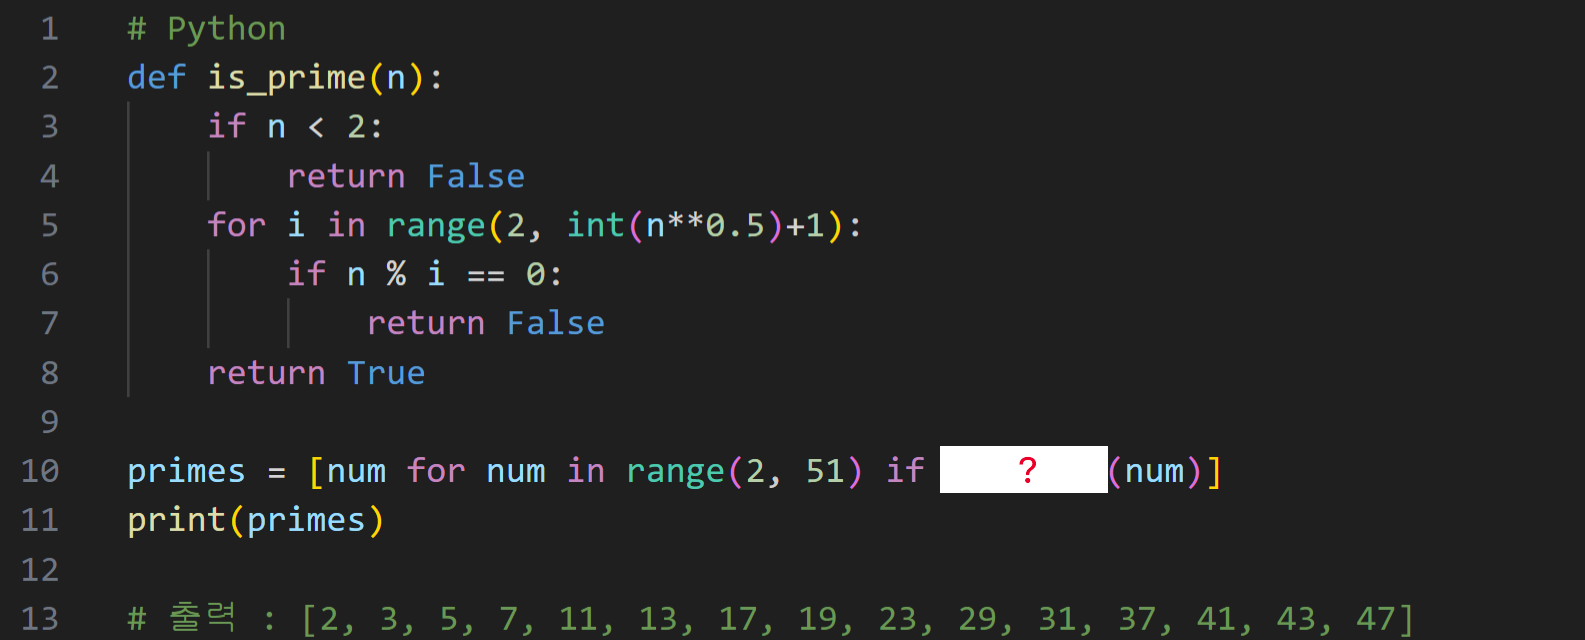 1 # Python
2 def is_prime(n):
3     if n < 2:
4         return False
5     for i in range(2, int(n**0.5)+1):
6         if n % i == 0:
7             return False
8     return True
9
10 primes = [num for num in range(2, 51) if ? (num)]
11 print(primes)
12
13 # 출력 : [2, 3, 5, 7, 11, 13, 17, 19, 23, 29, 31, 37, 41, 43, 47]